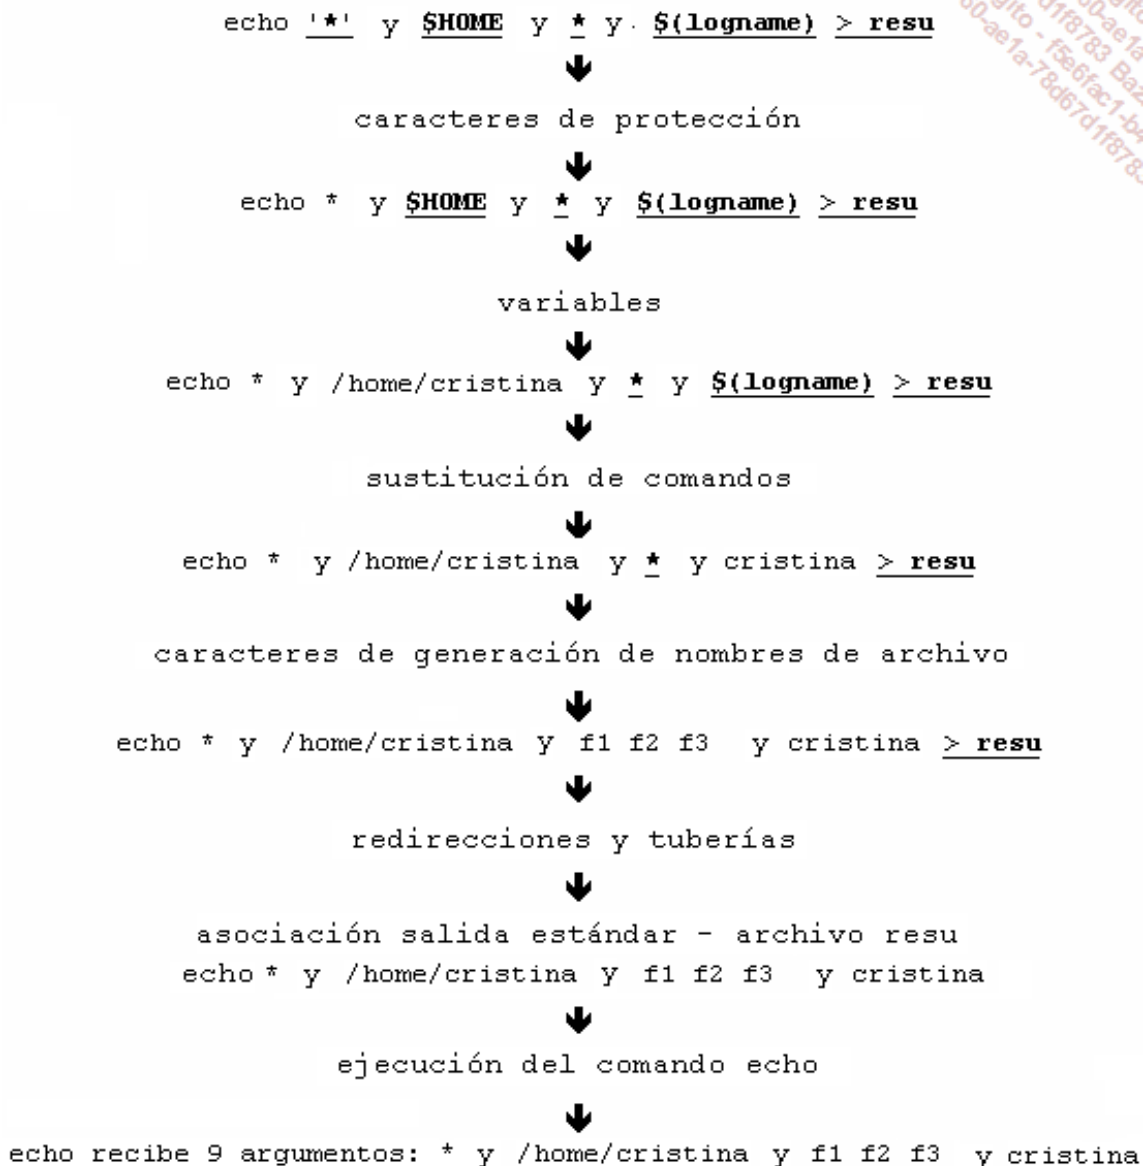 echo '*' y $HOME y * y $(logname) > resu
caracteres de protección
echo * y $HOME y * y $(logname) > resu
variables
echo * y /home/cristina y * y $(logname) > resu
sustitución de comandos
echo * y /home/cristina y * y cristina > resu
caracteres de generación de nombres de archivo
echo * y /home/cristina y f1 f2 f3 y cristina > resu
redirecciones y tuberías
asociación salida estándar - archivo resu
echo * y /home/cristina y f1 f2 f3 y cristina
ejecución del comando echo
echo recibe 9 argumentos: * y /home/cristina y f1 f2 f3 y cristina